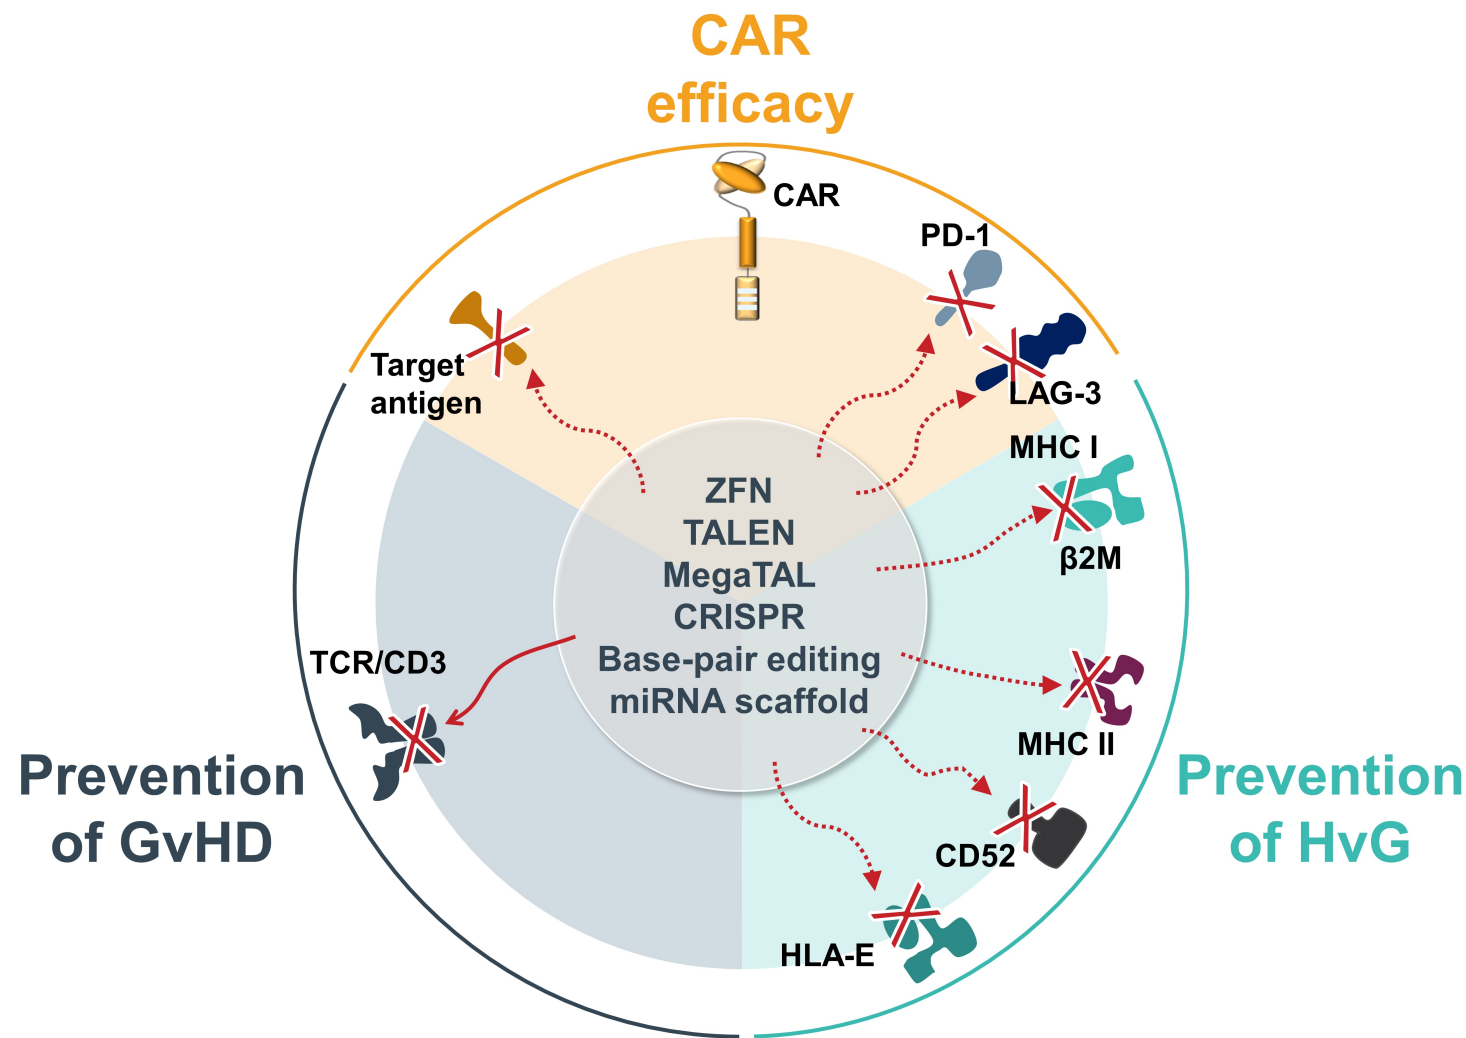 CAR
efficacy
CAR
PD-1
Target
antigen
LAG-3
MHC I
β2M
ZFN
TALEN
MegaTAL
CRISPR
Base-pair editing
miRNA scaffold
TCR/CD3
MHC II
Prevention
of GvHD
Prevention
of HvG
CD52
HLA-E